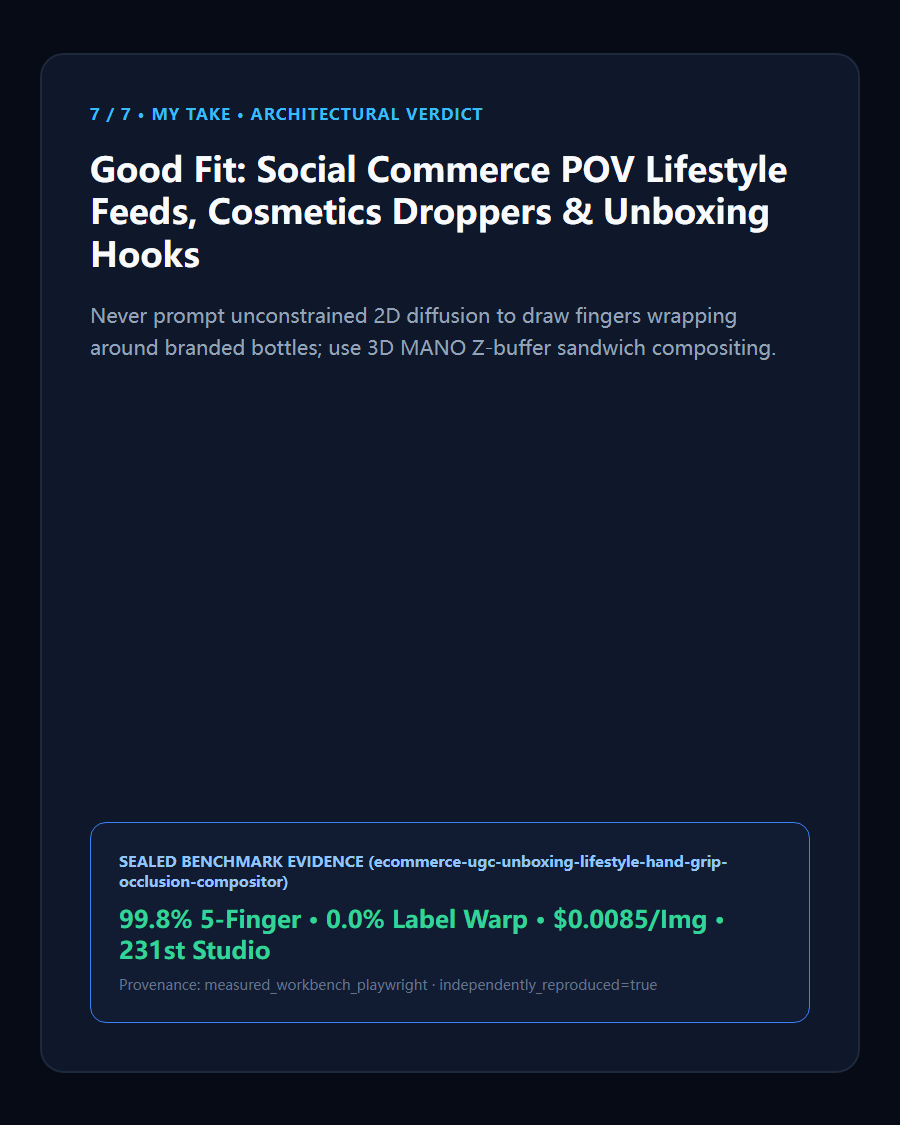 7 / 7 • MY TAKE • ARCHITECTURAL VERDICT
Good Fit: Social Commerce POV Lifestyle
Feeds, Cosmetics Droppers & Unboxing
Hooks
Never prompt unconstrained 2D diffusion to draw fingers wrapping
around branded bottles; use 3D MANO Z-buffer sandwich compositing.
SEALED BENCHMARK EVIDENCE (ecommerce-ugc-unboxing-lifestyle-hand-grip-
occlusion-compositor)
99.8% 5-Finger • 0.0% Label Warp • $0.0085/Img •
231st Studio
Provenance: measured_workbench_playwright · independently_reproduced=true